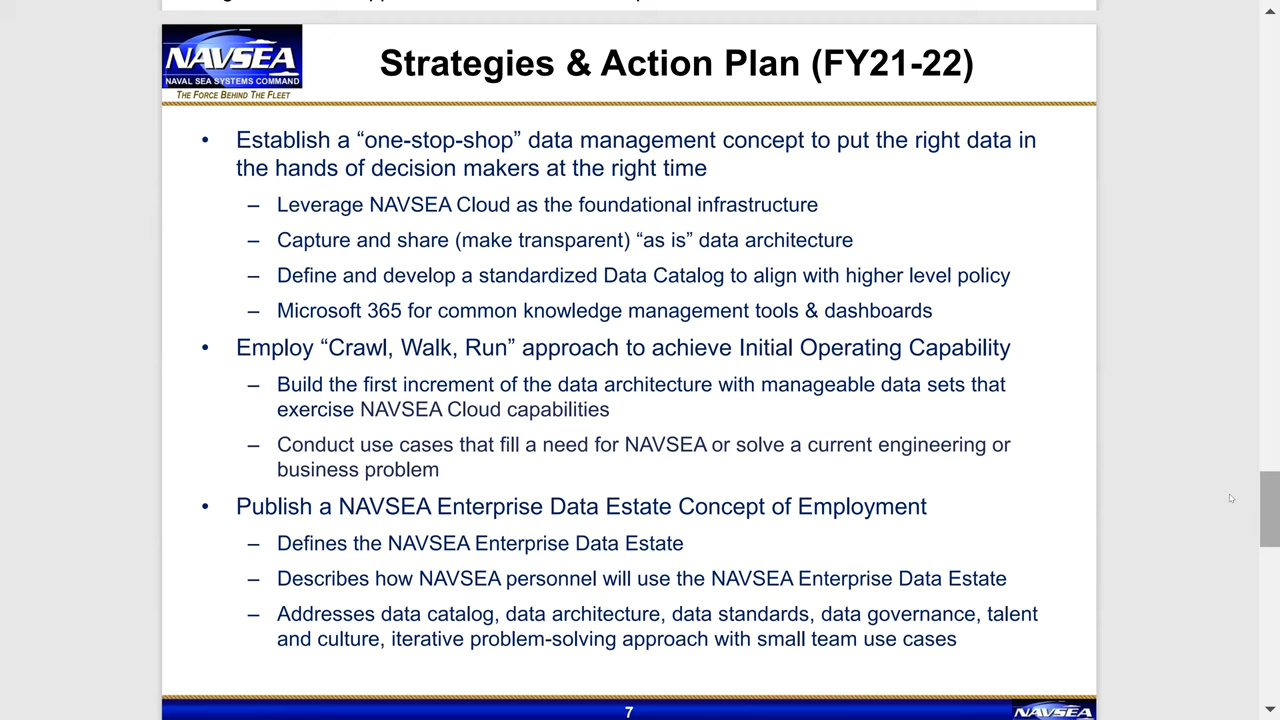 NAVSEA
NAVAL SEA SYSTEMS COMMAND
THE FORCE BEHIND THE FLEET
Strategies & Action Plan (FY21-22)
• Establish a “one-stop-shop” data management concept to put the right data in
the hands of decision makers at the right time
– Leverage NAVSEA Cloud as the foundational infrastructure
– Capture and share (make transparent) “as is” data architecture
– Define and develop a standardized Data Catalog to align with higher level policy
– Microsoft 365 for common knowledge management tools & dashboards
• Employ “Crawl, Walk, Run” approach to achieve Initial Operating Capability
– Build the first increment of the data architecture with manageable data sets that
exercise NAVSEA Cloud capabilities
– Conduct use cases that fill a need for NAVSEA or solve a current engineering or
business problem
• Publish a NAVSEA Enterprise Data Estate Concept of Employment
– Defines the NAVSEA Enterprise Data Estate
– Describes how NAVSEA personnel will use the NAVSEA Enterprise Data Estate
– Addresses data catalog, data architecture, data standards, data governance, talent
and culture, iterative problem-solving approach with small team use cases
7
NAVSEA